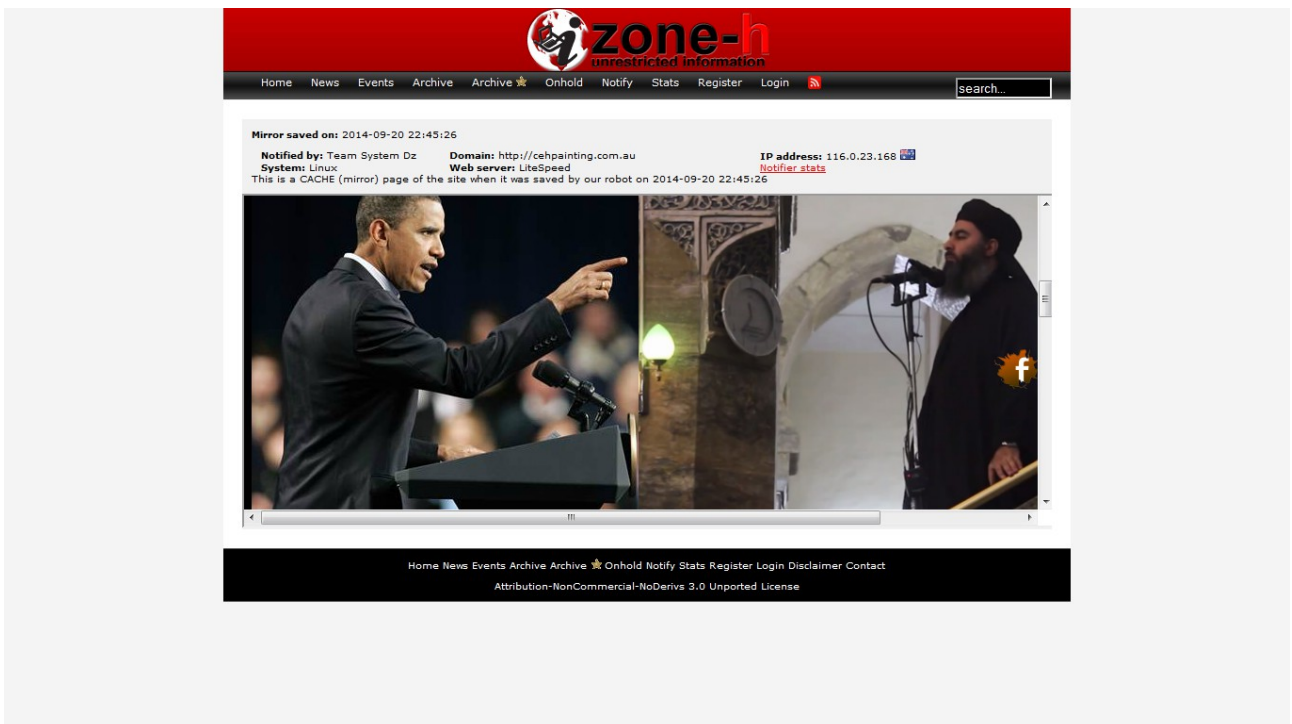 zone-h
unrestricted information
Home News Events Archive Archive Onhold Notify Stats Register Login
search...
Mirror saved on: 2014-09-20 22:45:26
Notified by: Team System Dz Domain: http://cehpainting.com.au IP address: 116.0.23.168
System: Linux Web server: LiteSpeed Notifier stats
This is a CACHE (mirror) page of the site when it was saved by our robot on 2014-09-20 22:45:26
f
Home News Events Archive Archive Onhold Notify Stats Register Login Disclaimer Contact
Attribution-NonCommercial-NoDerivs 3.0 Unported License